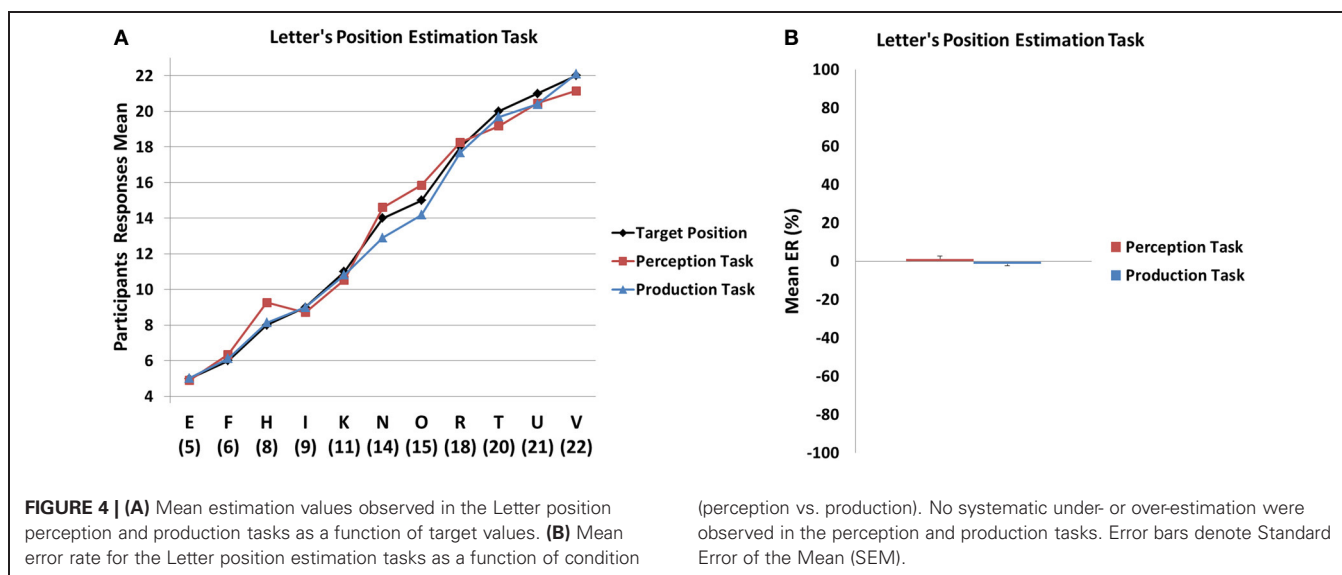 A
Letter's Position Estimation Task
Participants Responses Mean
22
20
18
16
14
12
10
8
6
4
E F H I K N O R T U V
(5) (6) (8) (9) (11) (14) (15) (18) (20) (21) (22)
Target Position
Perception Task
Production Task
B
Letter's Position Estimation Task
Mean ER (%)
100
80
60
40
20
0
-20
-40
-60
-80
-100
Perception Task
Production Task
FIGURE 4 | (A) Mean estimation values observed in the Letter position
perception and production tasks as a function of target values. (B) Mean
error rate for the Letter position estimation tasks as a function of condition
(perception vs. production). No systematic under- or over-estimation were
observed in the perception and production tasks. Error bars denote Standard
Error of the Mean (SEM).